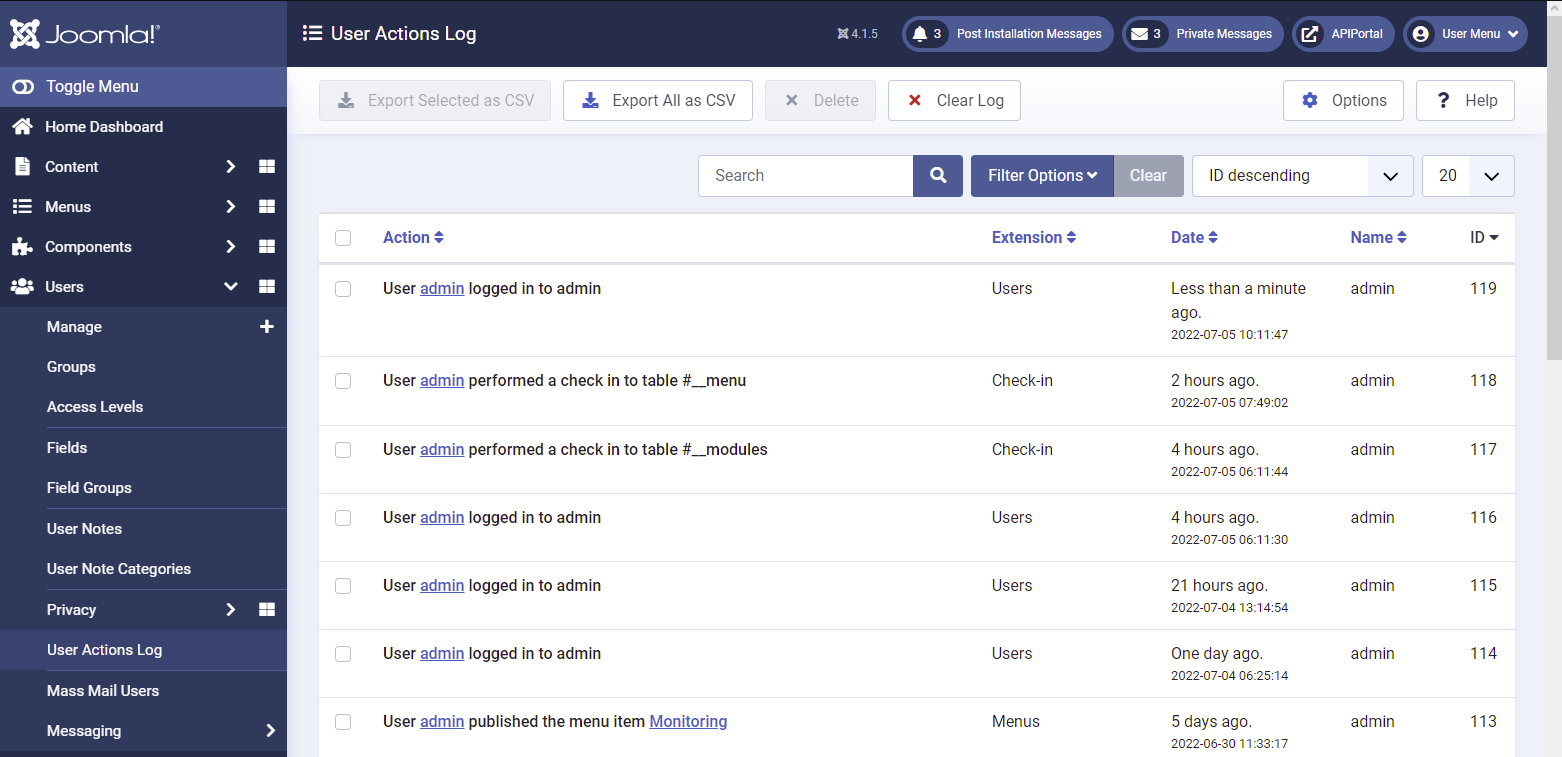 Joomla!®
User Actions Log
4.1.5
3 Post Installation Messages
3 Private Messages
APIPortal
User Menu
Toggle Menu
Home Dashboard
Content
Menus
Components
Users
Manage
Groups
Access Levels
Fields
Field Groups
User Notes
User Note Categories
Privacy
User Actions Log
Mass Mail Users
Messaging
Export Selected as CSV
Export All as CSV
Delete
Clear Log
Options
? Help
Search
Filter Options
Clear
ID descending
20
Action Extension Date Name ID
User admin logged in to admin Users Less than a minute admin 119
ago.
2022-07-05 10:11:47
User admin performed a check in to table #__menu Check-in 2 hours ago. admin 118
2022-07-05 07:49:02
User admin performed a check in to table #__modules Check-in 4 hours ago. admin 117
2022-07-05 06:11:44
User admin logged in to admin Users 4 hours ago. admin 116
2022-07-05 06:11:30
User admin logged in to admin Users 21 hours ago. admin 115
2022-07-04 13:14:54
User admin logged in to admin Users One day ago. admin 114
2022-07-04 06:25:14
User admin published the menu item Monitoring Menus 5 days ago. admin 113
2022-06-30 11:33:17